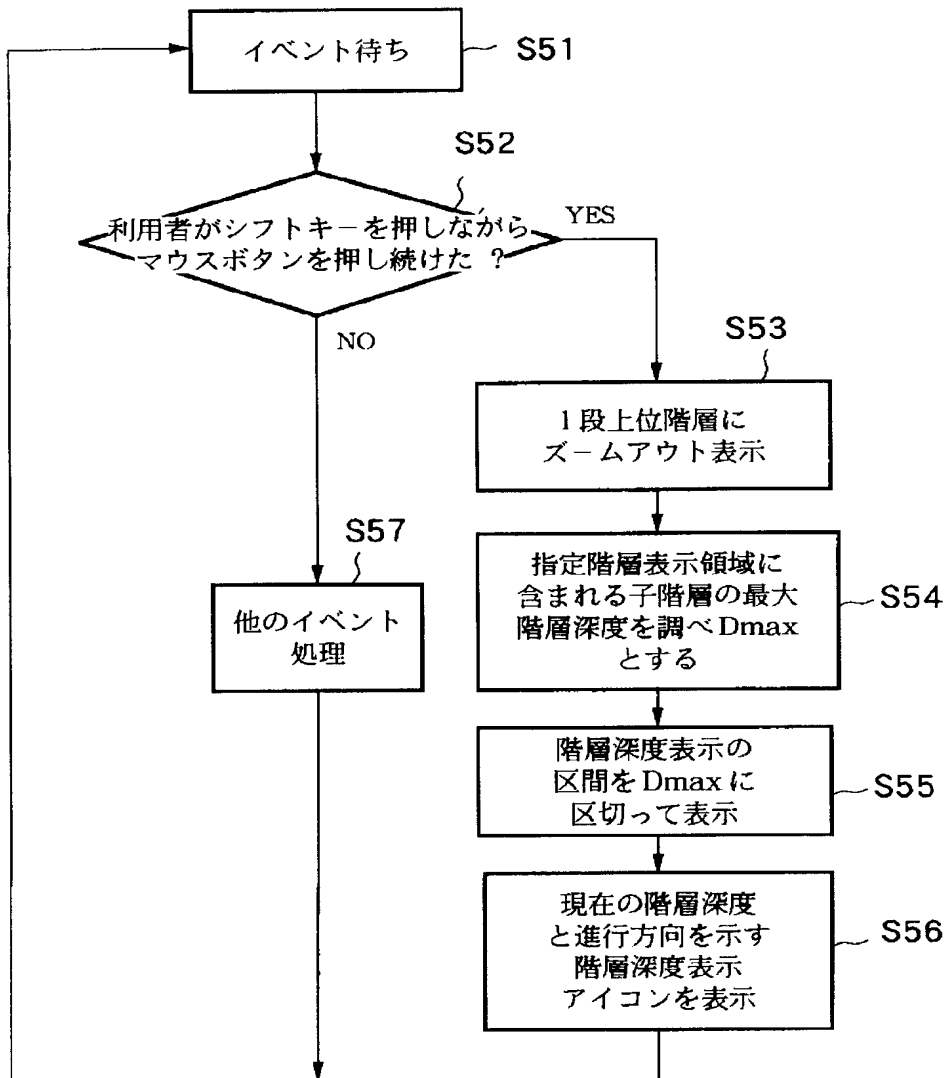 イベント待ち
S51
S52
利用者がシフトキーを押しながら
マウスボタンを押し続けた ?
YES
NO
S53
1段上位階層に
ズームアウト表示
S57
他のイベント
処理
指定階層表示領域に
含まれる子階層の最大
階層深度を調べDmax
とする
S54
階層深度表示の
区間をDmaxに
区切って表示
S55
現在の階層深度
と進行方向を示す
階層深度表示
アイコンを表示
S56